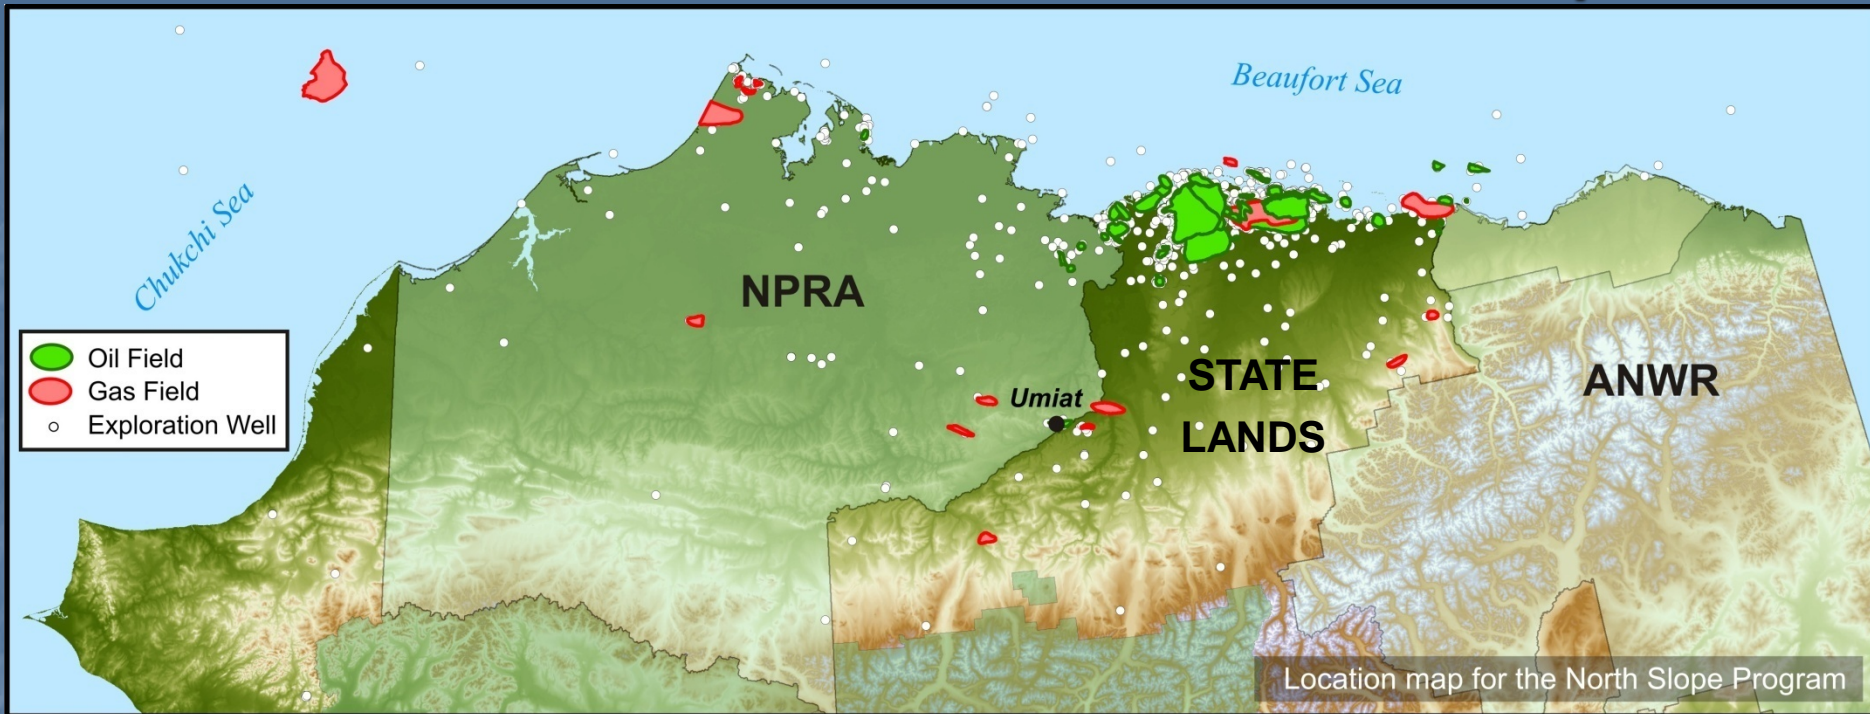 Beaufort Sea
Chukchi Sea
NPRA
Oil Field
Gas Field
Exploration Well
Umiat
STATE
LANDS
ANWR
Location map for the North Slope Program